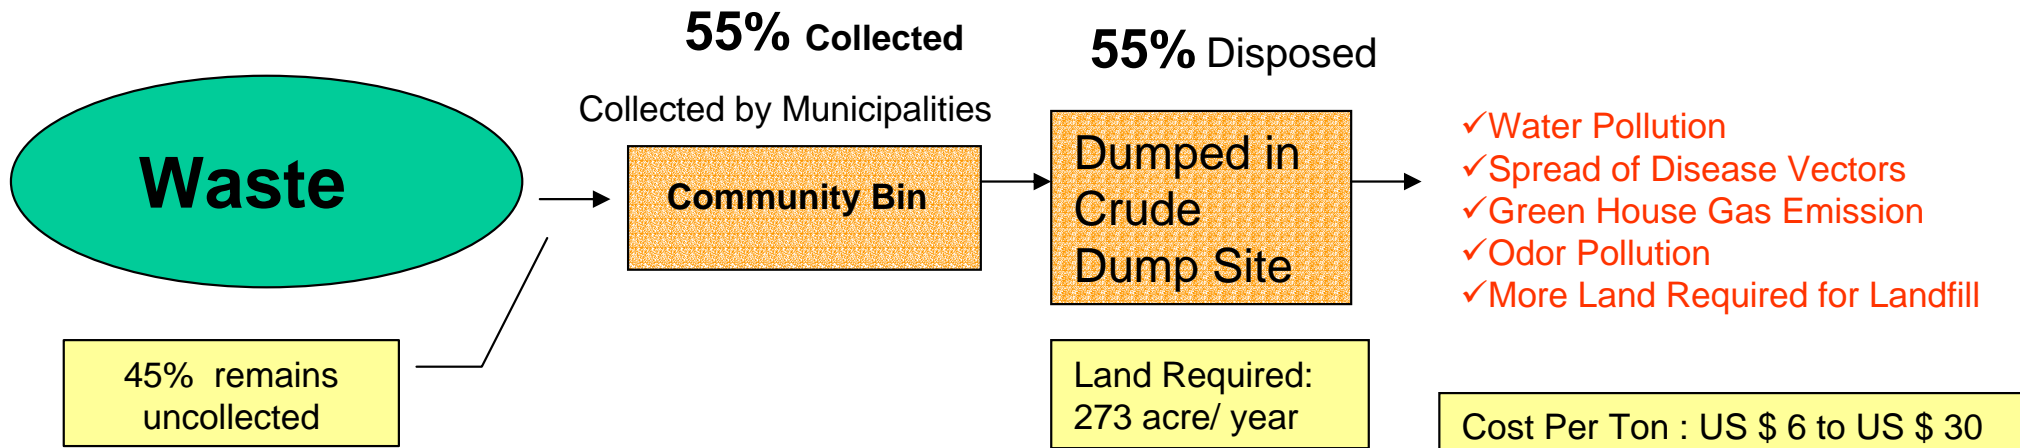 55% Collected
55% Disposed
Collected by Municipalities
Waste
Community Bin
Dumped in
Crude
Dump Site
✓Water Pollution
✓Spread of Disease Vectors
✓Green House Gas Emission
✓Odor Pollution
✓More Land Required for Landfill
45% remains
uncollected
Land Required:
273 acre/ year
Cost Per Ton : US $ 6 to US $ 30